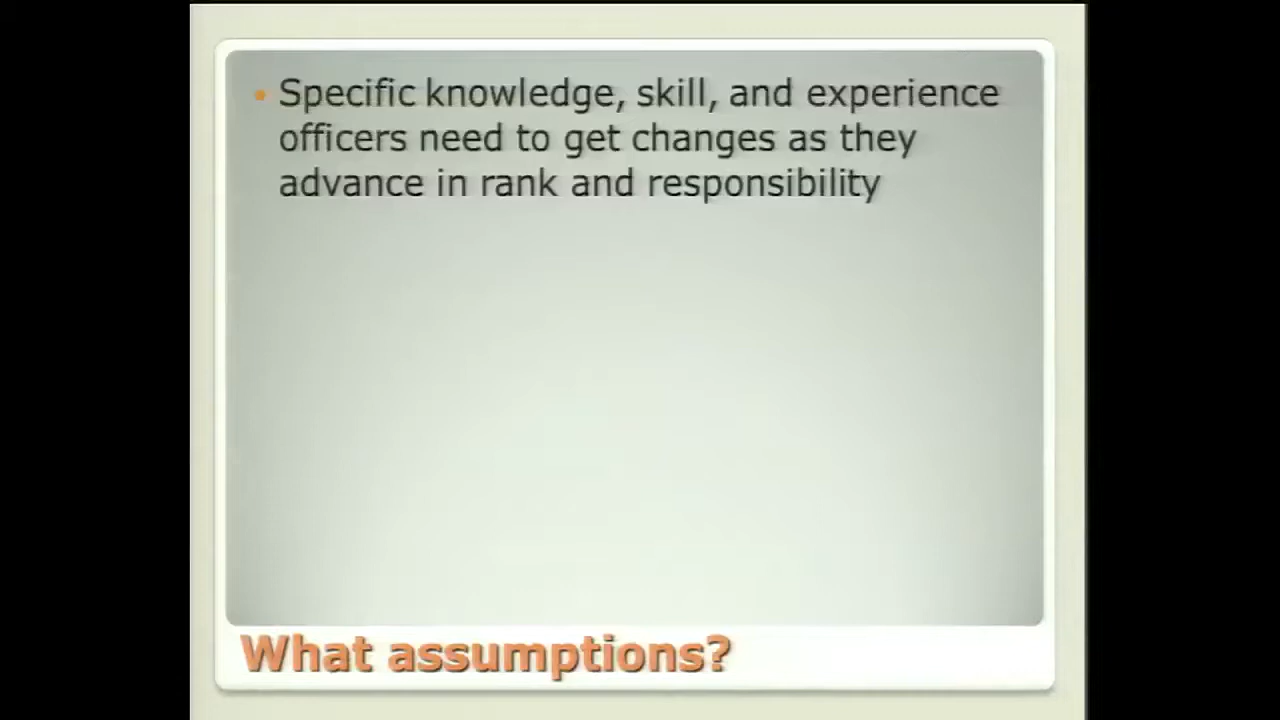 • Specific knowledge, skill, and experience
officers need to get changes as they
advance in rank and responsibility
What assumptions?